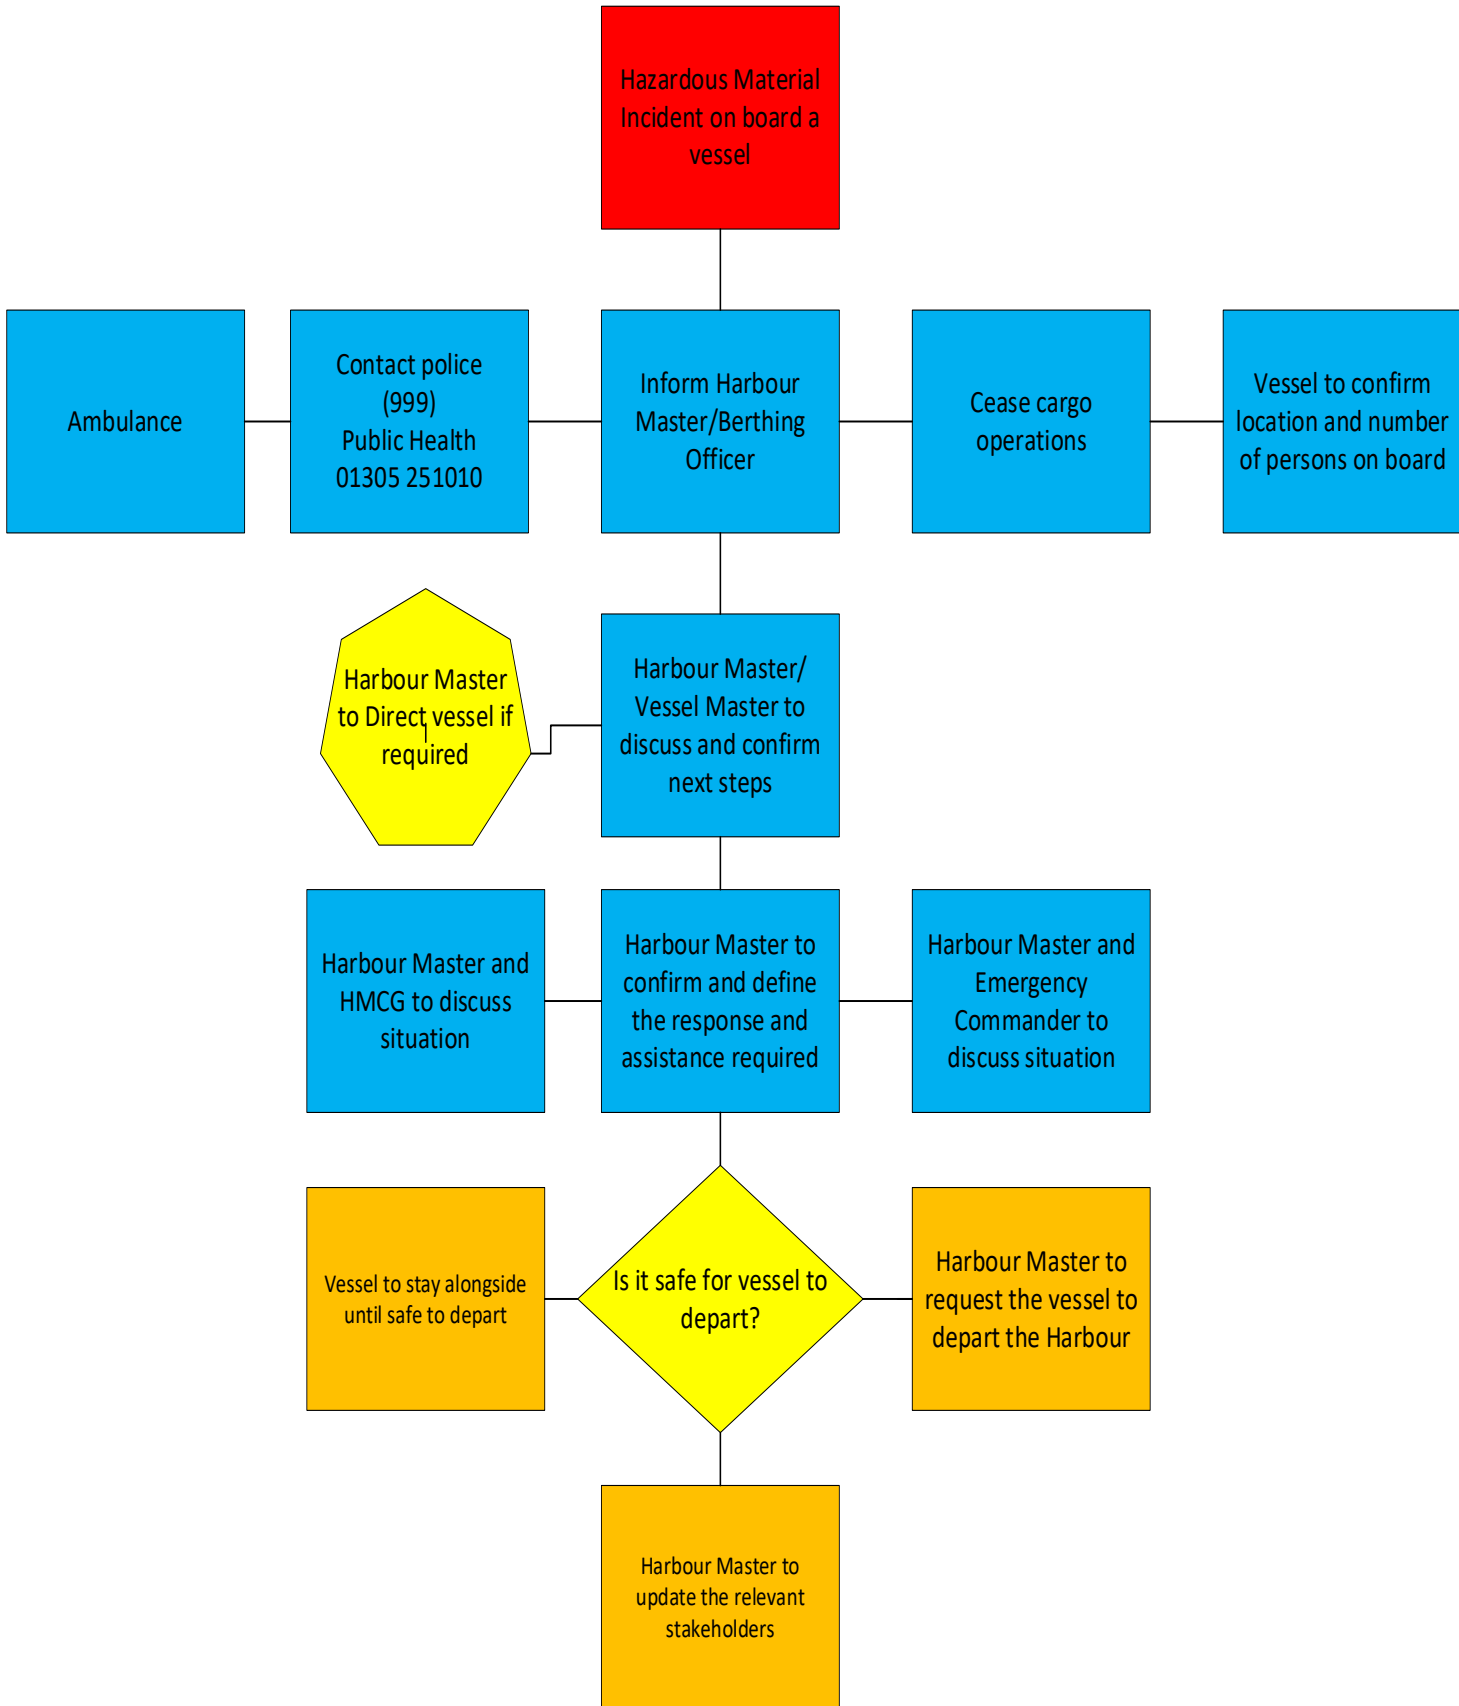 Hazardous Material
Incident on board a
vessel
Ambulance
Contact police
(999)
Public Health
01305 251010
Inform Harbour
Master/Berthing
Officer
Cease cargo
operations
Vessel to confirm
location and number
of persons on board
Harbour Master
to Direct vessel if
required
Harbour Master/
Vessel Master to
discuss and confirm
next steps
Harbour Master and
HMCG to discuss
situation
Harbour Master to
confirm and define
the response and
assistance required
Harbour Master and
Emergency
Commander to
discuss situation
Vessel to stay alongside
until safe to depart
Is it safe for vessel to
depart?
Harbour Master to
request the vessel to
depart the Harbour
Harbour Master to
update the relevant
stakeholders